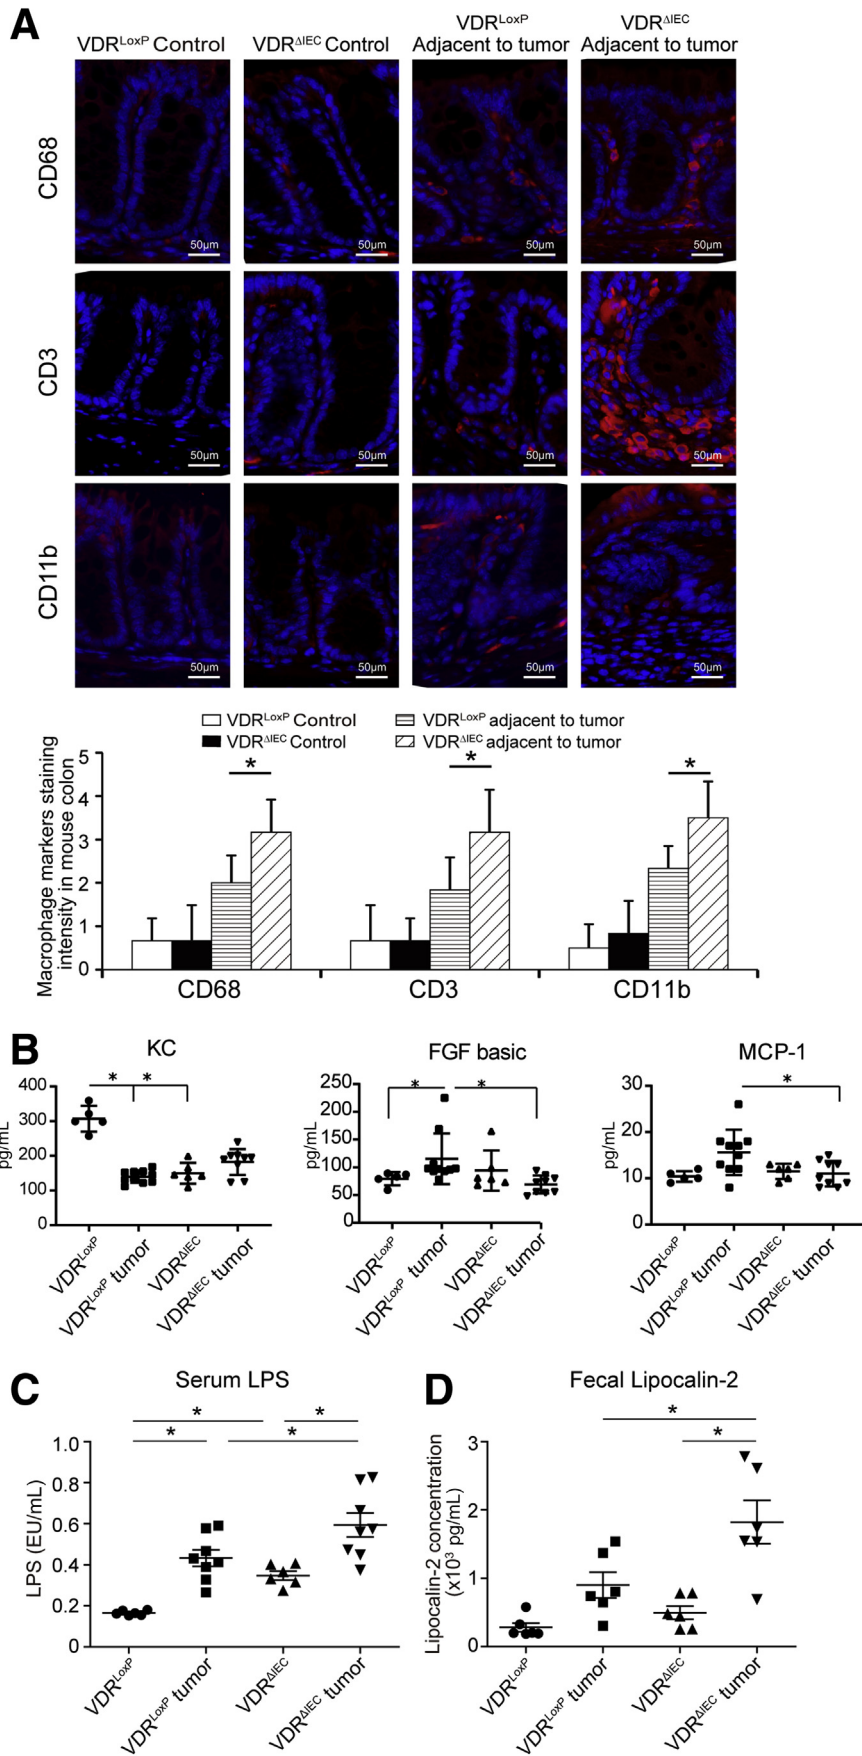 A
VDR^LoxP Control
VDR^ΔIEC Control
VDR^LoxP
Adjacent to tumor
VDR^ΔIEC
Adjacent to tumor
CD68
50μm
50μm
50μm
50μm
CD3
50μm
50μm
50μm
50μm
CD11b
50μm
50μm
50μm
50μm
VDR^LoxP Control
VDR^LoxP adjacent to tumor
VDR^ΔIEC Control
VDR^ΔIEC adjacent to tumor
Macrophage markers staining
intensity in mouse colon
5
4
3
2
1
0
*
*
*
CD68
CD3
CD11b
B
KC
pg/mL
400
300
200
100
0
*
*
VDR^LoxP
VDR^LoxP tumor
VDR^ΔIEC
VDR^ΔIEC tumor
FGF basic
pg/mL
250
200
150
100
50
0
*
*
VDR^LoxP
VDR^LoxP tumor
VDR^ΔIEC
VDR^ΔIEC tumor
MCP-1
pg/mL
30
20
10
0
*
VDR^LoxP
VDR^LoxP tumor
VDR^ΔIEC
VDR^ΔIEC tumor
C
Serum LPS
LPS (EU/mL)
1.0
0.8
0.6
0.4
0.2
0
*
*
*
*
VDR^LoxP
VDR^LoxP tumor
VDR^ΔIEC
VDR^ΔIEC tumor
D
Fecal Lipocalin-2
Lipocalin-2 concentration
(x10³ pg/mL)
3
2
1
0
*
*
VDR^LoxP
VDR^LoxP tumor
VDR^ΔIEC
VDR^ΔIEC tumor